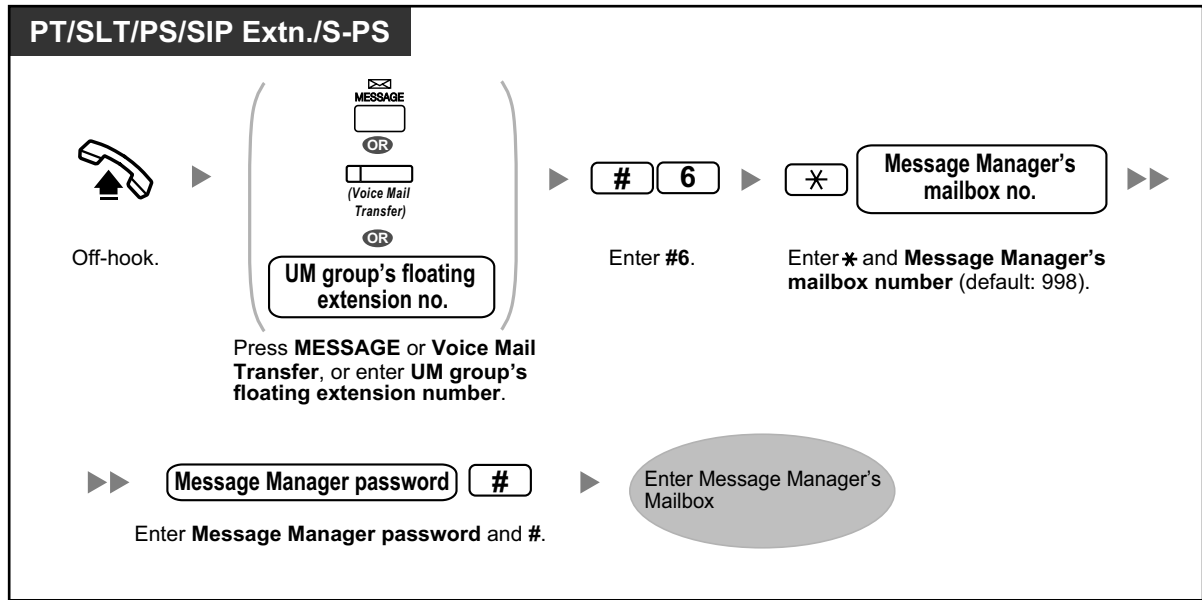 PT/SLT/PS/SIP Extn./S-PS
MESSAGE
OR
(Voice Mail
Transfer)
OR
UM group's floating
extension no.
# 6
* Message Manager's
mailbox no.
Off-hook.
Press MESSAGE or Voice Mail
Transfer, or enter UM group's
floating extension number.
Enter #6.
Enter * and Message Manager's
mailbox number (default: 998).
Message Manager password #
Enter Message Manager password and #.
Enter Message Manager's
Mailbox